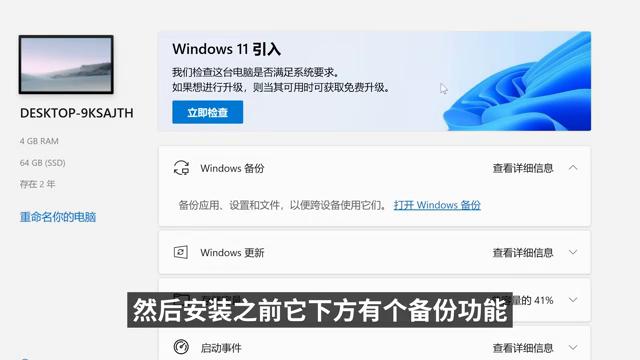 Windows 11 引入
我们检查这台电脑是否满足系统要求。
如果想进行升级，则当其可用时可获取免费升级。
立即检查
DESKTOP-9KSAJTH
4 GB RAM
64 GB (SSD)
存在 2 年
重命名你的电脑
Windows 备份
查看详细信息
备份应用、设置和文件，以便跨设备使用它们。 打开 Windows 备份
Windows 更新
查看详细信息
容量的 41%
然后安装之前它下方有个备份功能
启动事件
查看详细信息